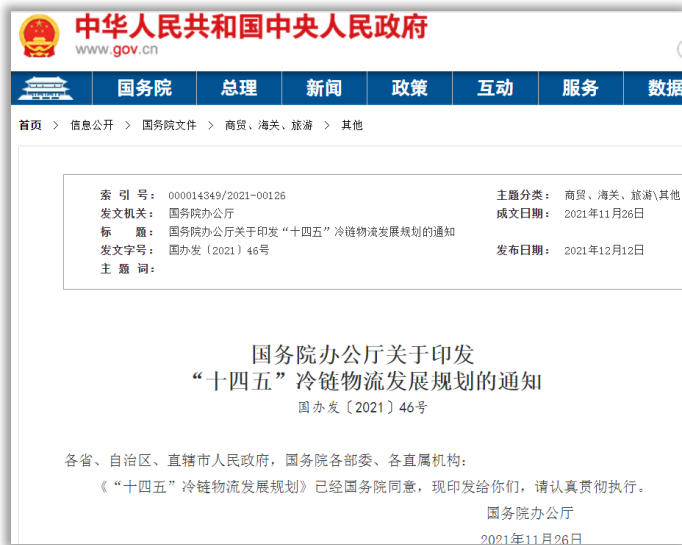 中华人民共和国中央人民政府
www.gov.cn
国务院 总理 新闻 政策 互动 服务 数据
首页 > 信息公开 > 国务院文件 > 商贸、海关、旅游 > 其他
索 引 号： 000014349/2021-00126 主题分类： 商贸、海关、旅游\其他
发文机关： 国务院办公厅 成文日期： 2021年11月26日
标 题： 国务院办公厅关于印发“十四五”冷链物流发展规划的通知
发文字号： 国办发〔2021〕46号 发布日期： 2021年12月12日
主 题 词：
国务院办公厅关于印发
“十四五”冷链物流发展规划的通知
国办发〔2021〕46号
各省、自治区、直辖市人民政府，国务院各部委、各直属机构：
《“十四五”冷链物流发展规划》已经国务院同意，现印发给你们，请认真贯彻执行。
国务院办公厅
2021年11月26日